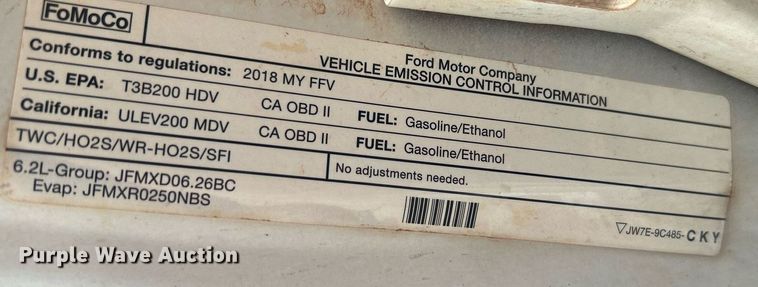 FoMoCo
Ford Motor Company
VEHICLE EMISSION CONTROL INFORMATION
Conforms to regulations: 2018 MY FFV
U.S. EPA: T3B200 HDV CA OBD II FUEL: Gasoline/Ethanol
California: ULEV200 MDV CA OBD II FUEL: Gasoline/Ethanol
TWC/HO2S/WR-HO2S/SFI
No adjustments needed.
6.2L-Group: JFMXD06.26BC
Evap: JFMXR0250NBS
JW7E-9C485-CKY
Purple Wave Auction